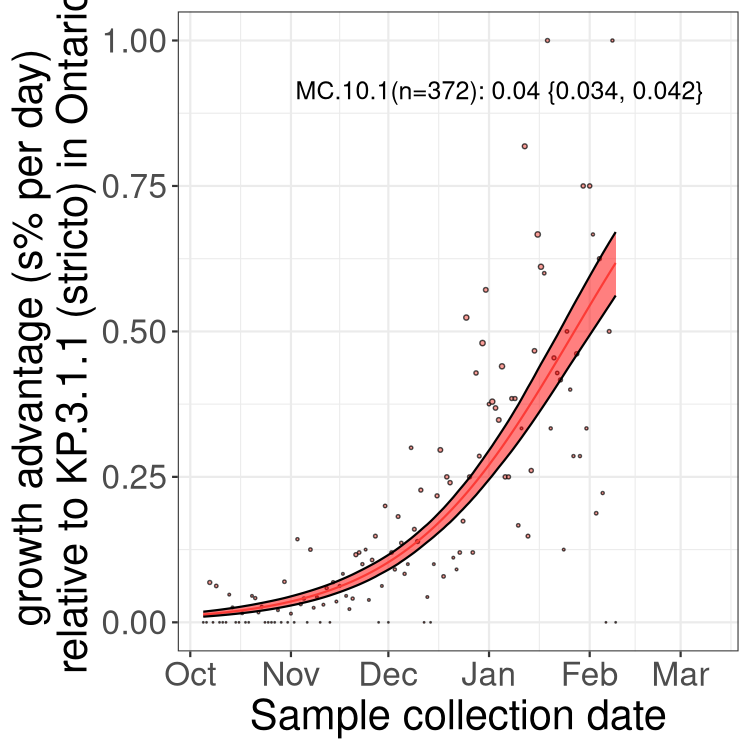 growth advantage (s% per day)
relative to KP.3.1.1 (stricto) in Ontario
1.00
MC.10.1(n=372): 0.04 {0.034, 0.042}
0.75
0.50
0.25
0.00
Oct Nov Dec Jan Feb Mar
Sample collection date